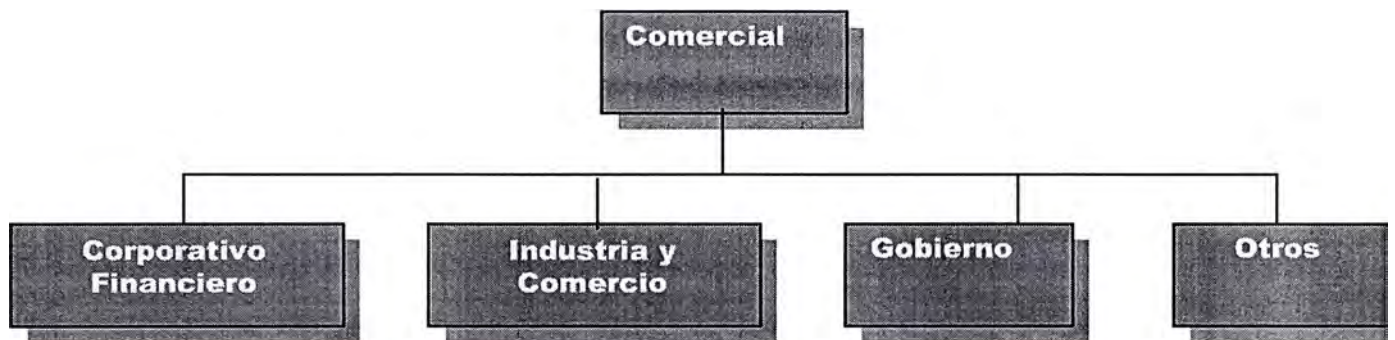 Comercial
Corporativo
Financiero
Industria y
Comercio
Gobierno
Otros